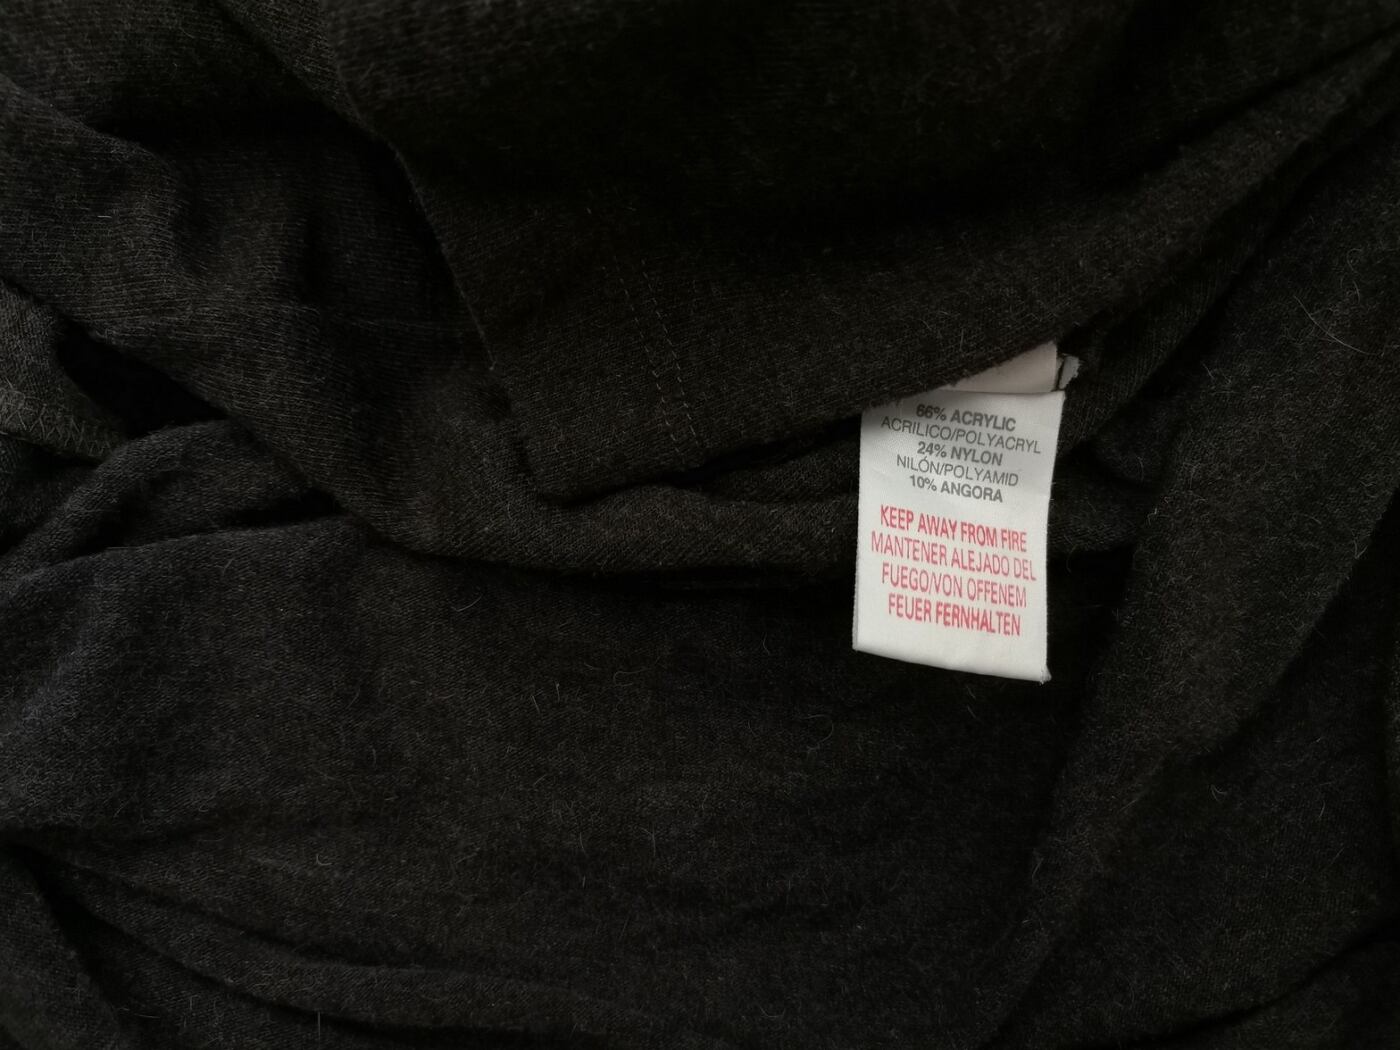 66% ACRYLIC
ACRILICO/POLYACRYL
24% NYLON
NILÓN/POLYAMID
10% ANGORA
KEEP AWAY FROM FIRE
MANTENER ALEJADO DEL
FUEGO/VON OFFENEM
FEUER FERNHALTEN